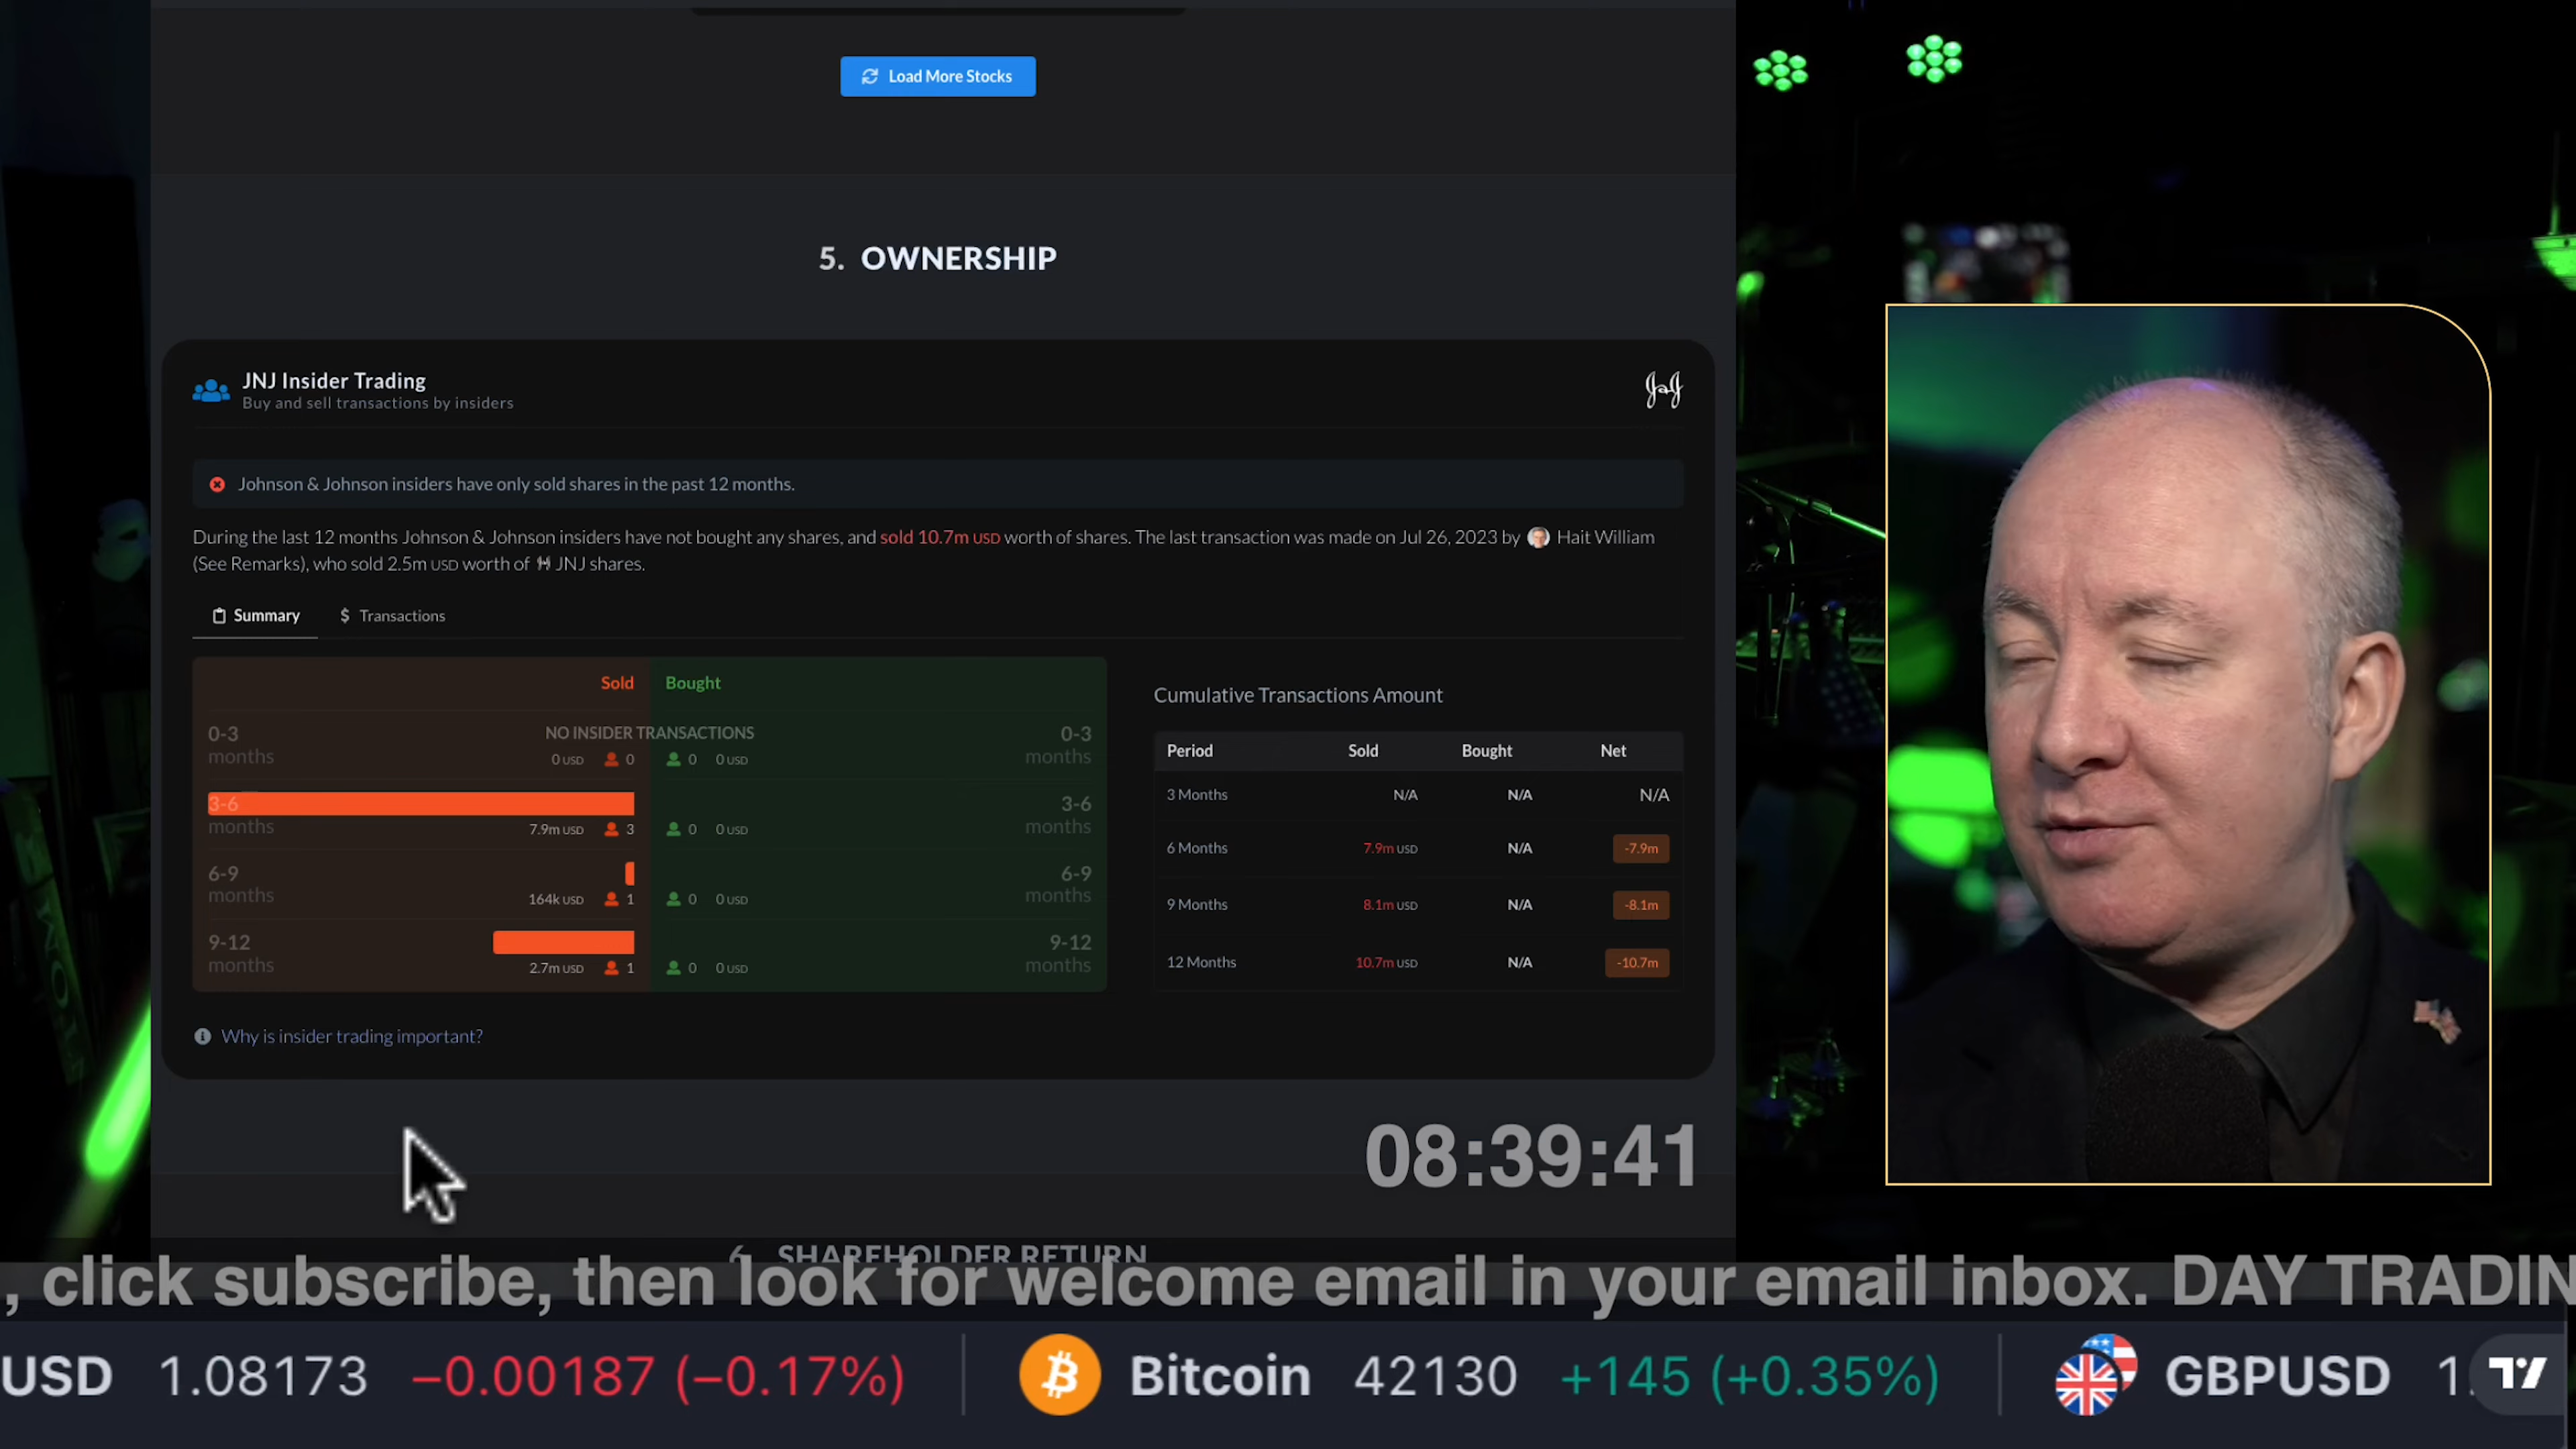 Load More Stocks
5. OWNERSHIP
JNJ Insider Trading
Buy and sell transactions by insiders
J&J
Johnson & Johnson insiders have only sold shares in the past 12 months.
During the last 12 months Johnson & Johnson insiders have not bought any shares, and sold 10.7m USD worth of shares. The last transaction was made on Jul 26, 2023 by Hait William
(See Remarks), who sold 2.5m USD worth of JNJ shares.
Summary $ Transactions
Sold Bought
0-3 months NO INSIDER TRANSACTIONS 0-3 months
0 USD 0 0 0 USD
3-6 months 3-6 months
7.9m USD 3 0 0 USD
6-9 months 6-9 months
164k USD 1 0 0 USD
9-12 months 9-12 months
2.7m USD 1 0 0 USD
Cumulative Transactions Amount
Period Sold Bought Net
3 Months N/A N/A N/A
6 Months 7.9m USD N/A -7.9m
9 Months 8.1m USD N/A -8.1m
12 Months 10.7m USD N/A -10.7m
Why is insider trading important?
08:39:41
6. SHAREHOLDER RETURN
, click subscribe, then look for welcome email in your email inbox. DAY TRADIN
USD 1.08173 −0.00187 (−0.17%) Bitcoin 42130 +145 (+0.35%) GBPUSD 1.